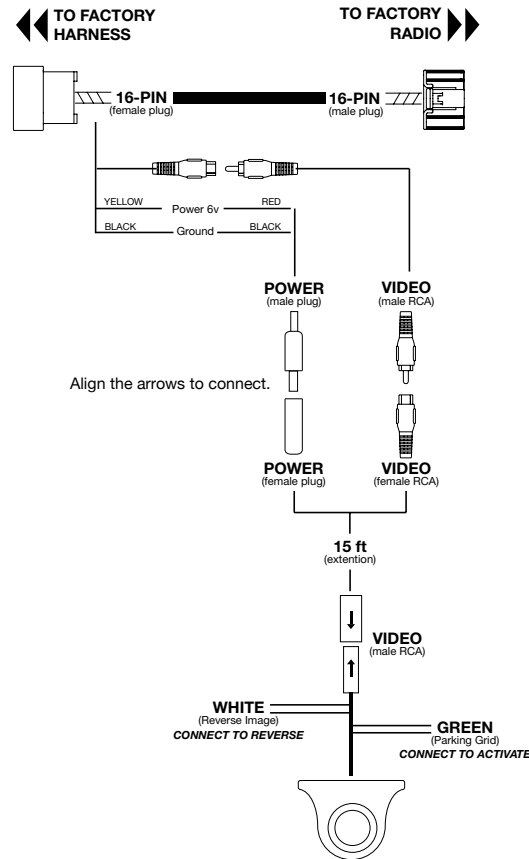 TO FACTORY
HARNESS
TO FACTORY
RADIO
16-PIN
(female plug)
16-PIN
(male plug)
YELLOW Power 6v RED
BLACK Ground BLACK
POWER
(male plug)
VIDEO
(male RCA)
Align the arrows to connect.
POWER
(female plug)
VIDEO
(female RCA)
15 ft
(extention)
VIDEO
(male RCA)
WHITE
(Reverse Image)
CONNECT TO REVERSE
GREEN
(Parking Grid)
CONNECT TO ACTIVATE